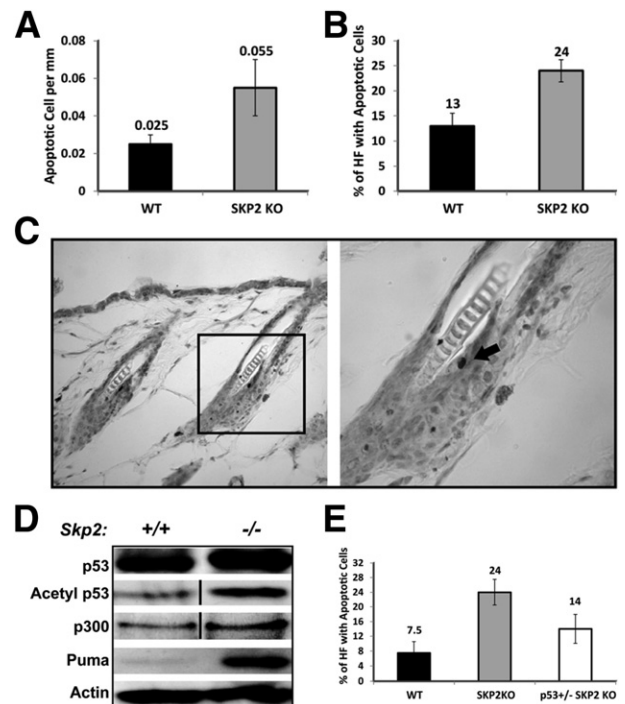 A
Apoptotic Cell per mm
0.08
0.06
0.04
0.02
0
0.025
0.055
WT
SKP2 KO
B
% of HF with Apoptotic Cells
30
25
20
15
10
5
0
13
24
WT
SKP2 KO
C
D
Skp2: +/+ -/-
p53
Acetyl p53
p300
Puma
Actin
E
% of HF with Apoptotic Cells
32
28
24
20
16
12
8
4
0
7.5
24
14
WT
SKP2KO
p53+/- SKP2 KO